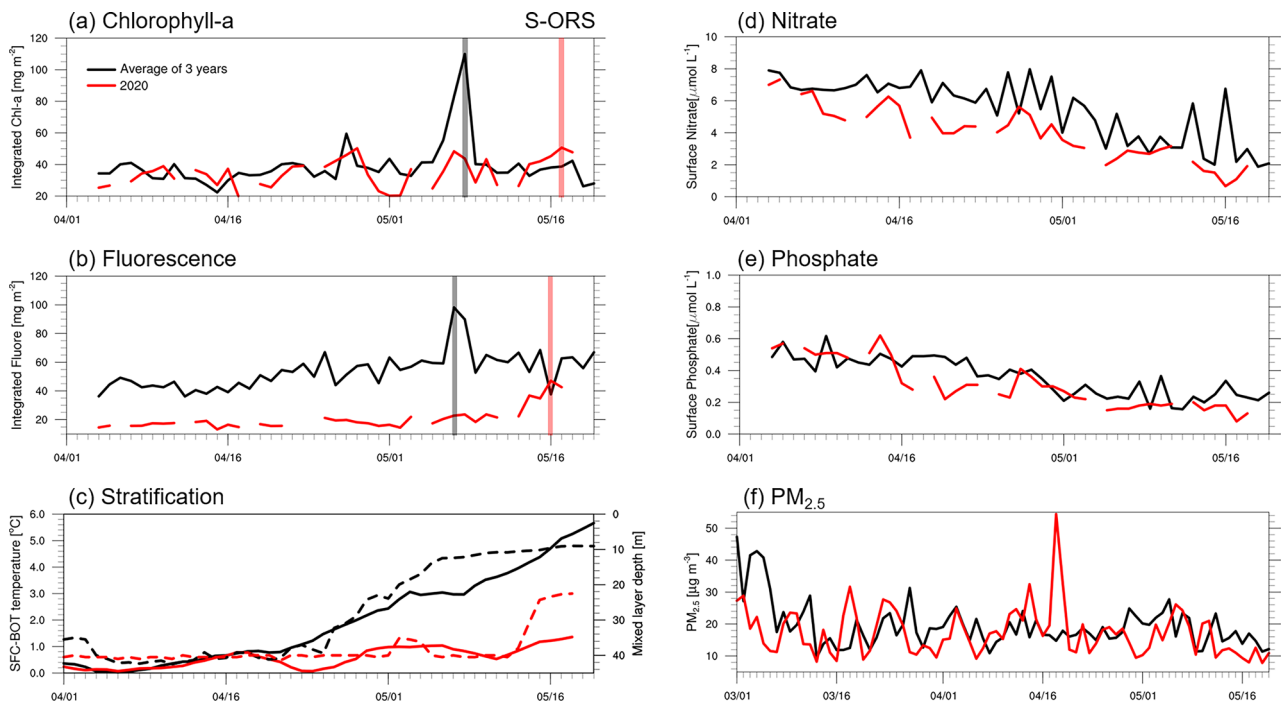 (a) Chlorophyll-a S-ORS
Integrated Chl-a [mg m⁻²]
120
100
80
60
40
20
Average of 3 years
2020
04/01 04/16 05/01 05/16
(b) Fluorescence
Integrated Fluore [mg m⁻²]
120
100
80
60
40
20
04/01 04/16 05/01 05/16
(c) Stratification
SFC-BOT temperature [°C]
6.0
5.0
4.0
3.0
2.0
1.0
0.0
0
10
20
30
40
Mixed layer depth [m]
04/01 04/16 05/01 05/16
(d) Nitrate
Surface Nitrate[μmol L⁻¹]
10
8
6
4
2
0
04/01 04/16 05/01 05/16
(e) Phosphate
Surface Phosphate[μmol L⁻¹]
1.0
0.8
0.6
0.4
0.2
0.0
04/01 04/16 05/01 05/16
(f) PM₂.₅
PM₂.₅ [μg m⁻³]
50
40
30
20
10
03/01 03/16 04/01 04/16 05/01 05/16